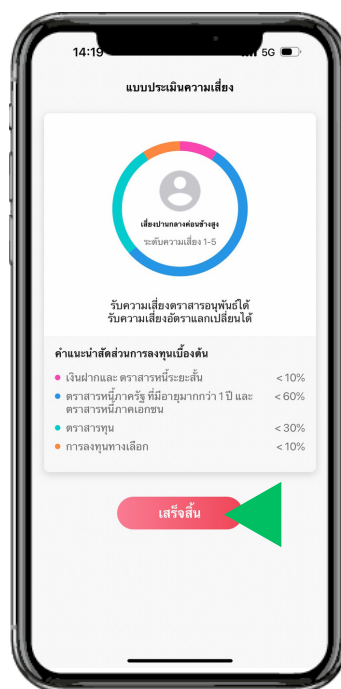 14:19
5G
แบบประเมินความเสี่ยง
เสี่ยงปานกลางค่อนข้างสูง
ระดับความเสี่ยง 1-5
รับความเสี่ยงตราสารอนุพันธ์ได้
รับความเสี่ยงอัตราแลกเปลี่ยนได้
คำแนะนำสัดส่วนการลงทุนเบื้องต้น
เงินฝากและ ตราสารหนี้ระยะสั้น <10%
ตราสารหนี้ภาครัฐ ที่มีอายุมากกว่า 1 ปี และ <60%
ตราสารหนี้ภาคเอกชน
ตราสารทุน <30%
การลงทุนทางเลือก <10%
เสร็จสิ้น